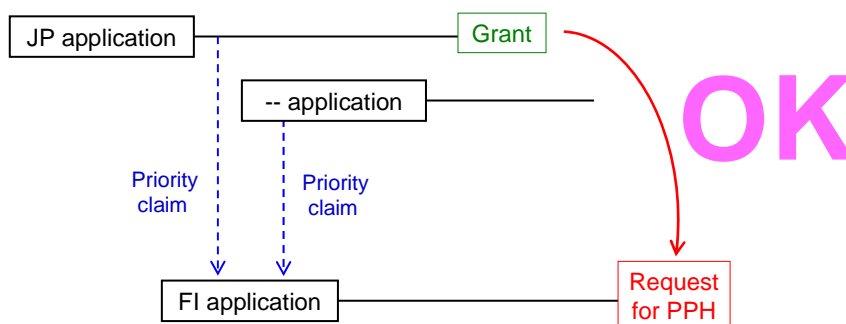 JP application
Grant
-- application
OK
Priority
claim
Priority
claim
FI application
Request
for PPH